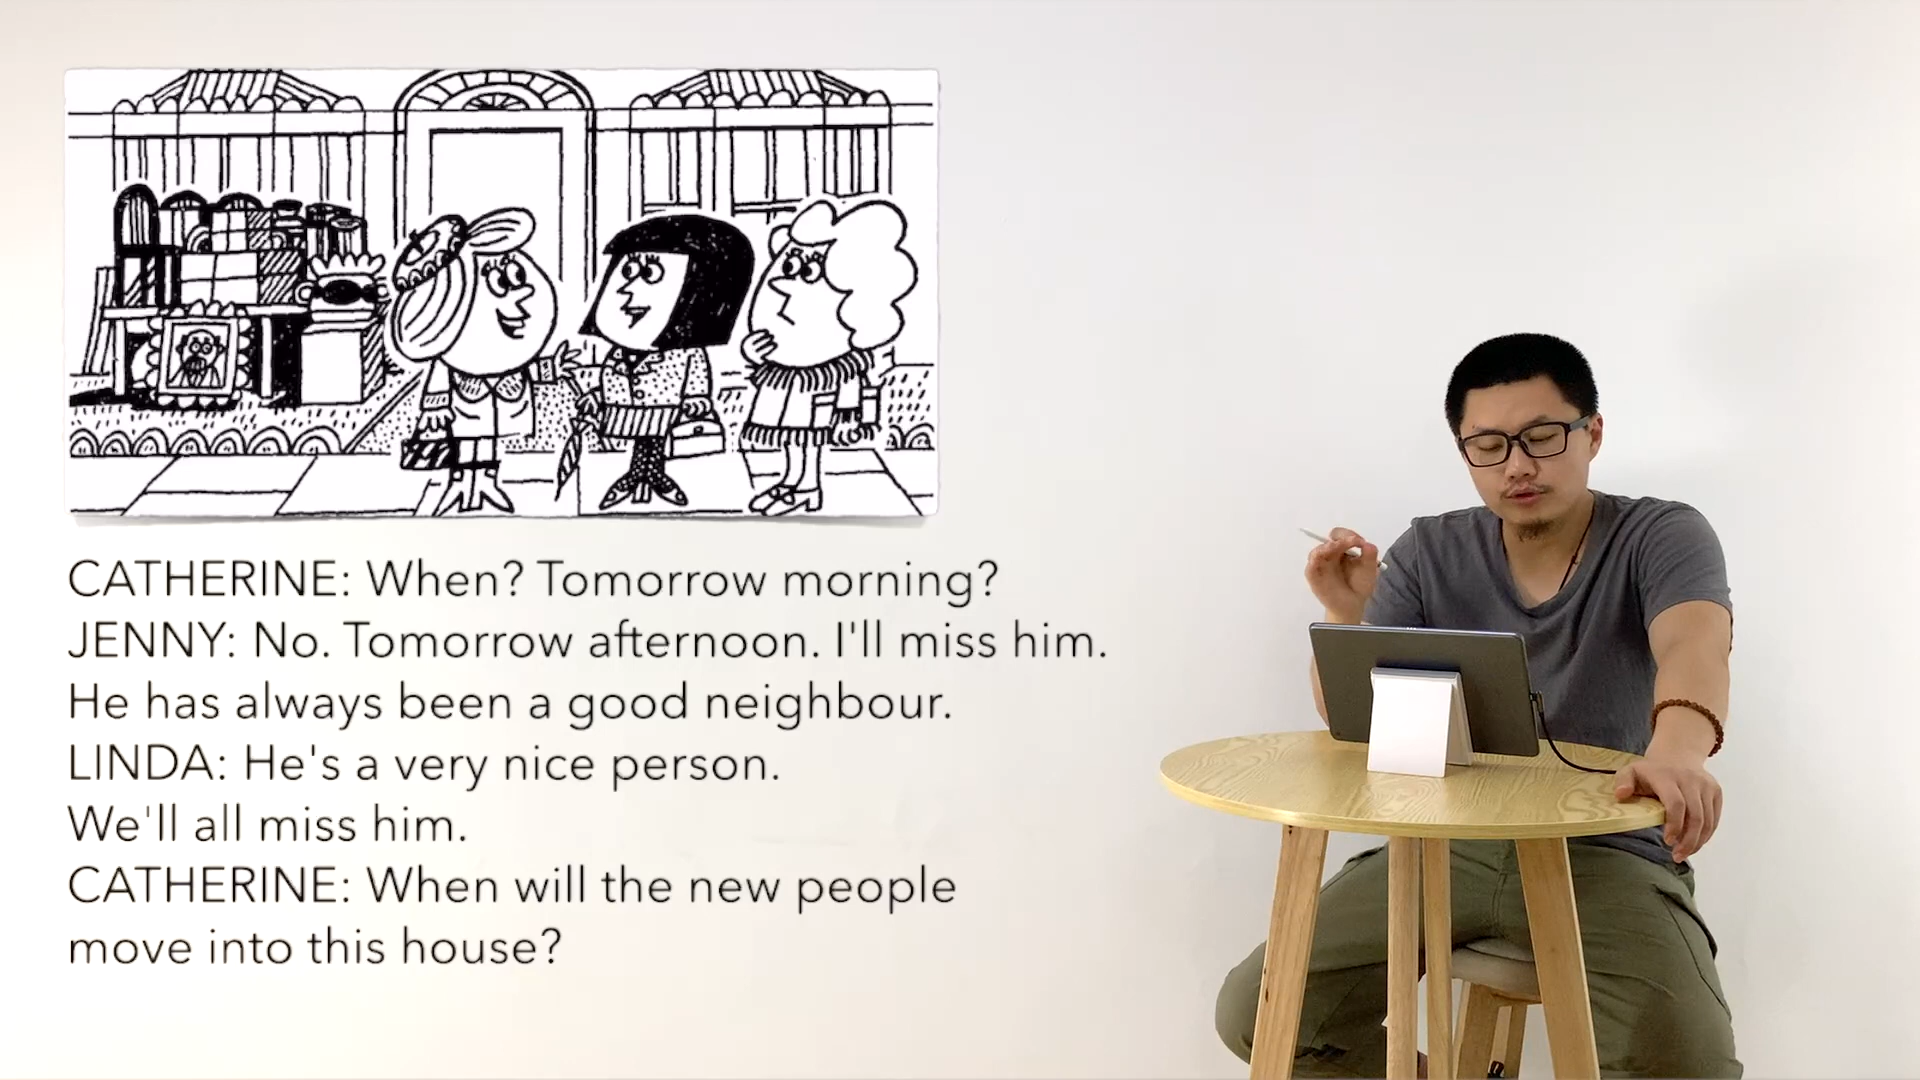 CATHERINE: When? Tomorrow morning?
JENNY: No. Tomorrow afternoon. I'll miss him.
He has always been a good neighbour.
LINDA: He's a very nice person.
We'll all miss him.
CATHERINE: When will the new people
move into this house?